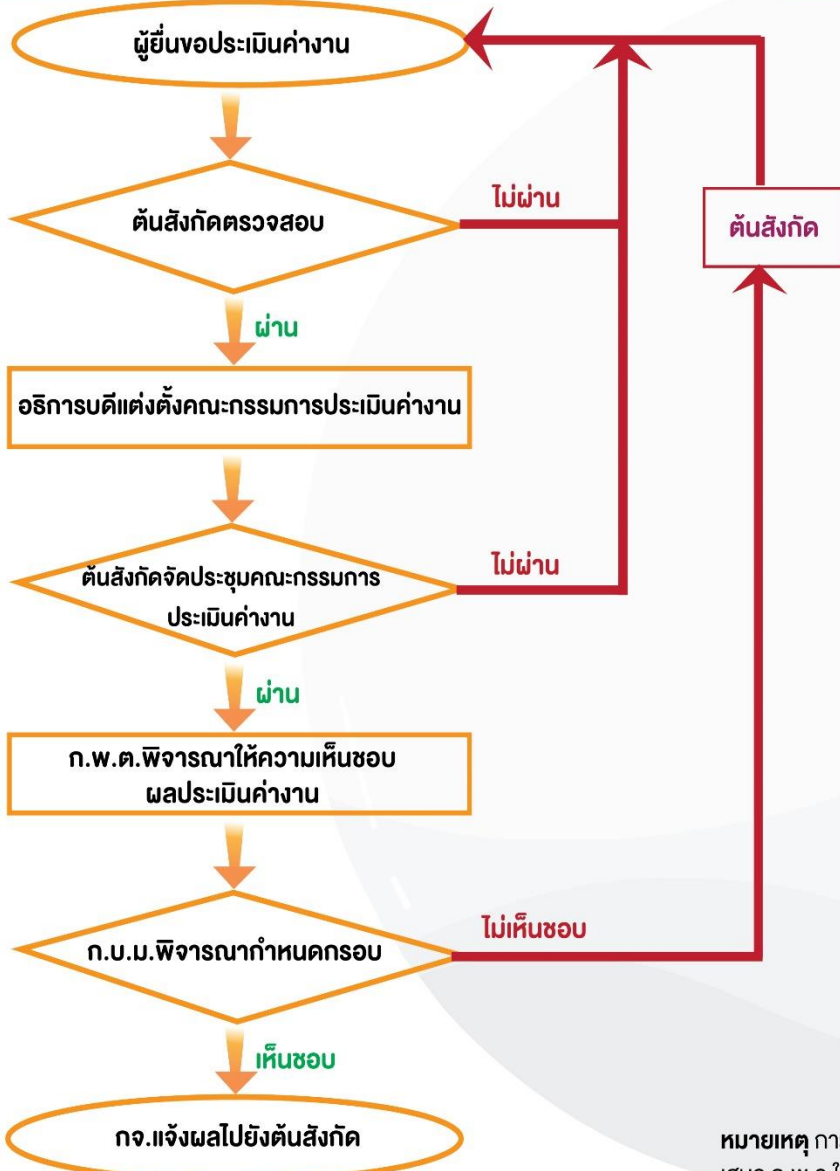 ผู้ยื่นขอประเมินค่างาน
ต้นสังกัดตรวจสอบ
ไม่ผ่าน
ต้นสังกัด
ผ่าน
อธิการบดีแต่งตั้งคณะกรรมการประเมินค่างาน
ต้นสังกัดจัดประชุมคณะกรรมการ
ประเมินค่างาน
ไม่ผ่าน
ผ่าน
ก.พ.ต.พิจารณาให้ความเห็นชอบ
ผลประเมินค่างาน
ก.บ.ม.พิจารณากำหนดกรอบ
ไม่เห็นชอบ
เห็นชอบ
กจ.แจ้งผลไปยังต้นสังกัด
หมายเหตุ